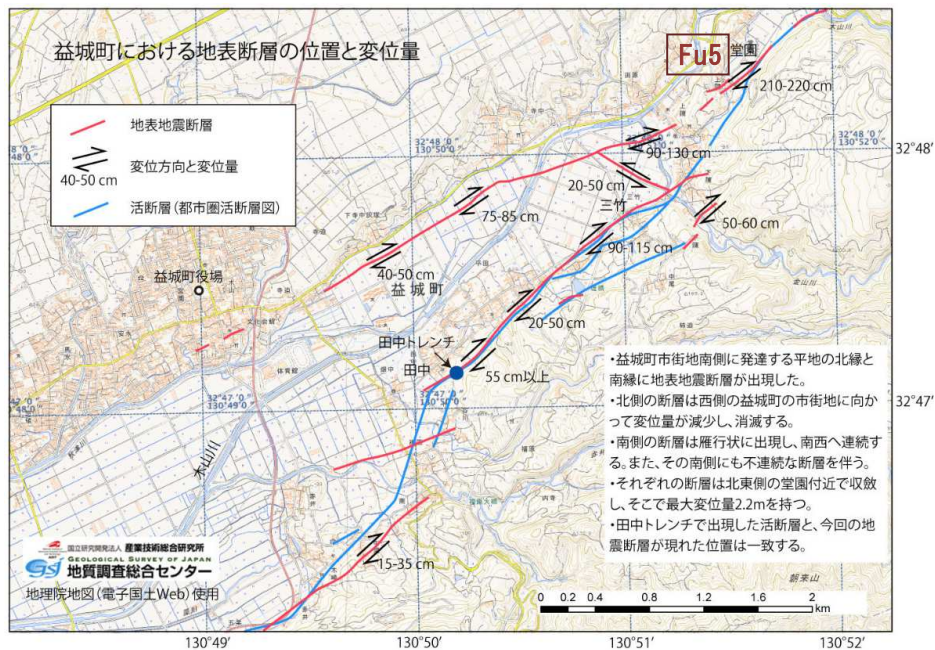 益城町における地表断層の位置と変位量
地表地震断層
変位方向と変位量
40-50 cm
活断層(都市圏活断層図)
Fu5
堂園
210-220 cm
90-130 cm
20-50 cm
三竹
50-60 cm
75-85 cm
90-115 cm
40-50 cm
益城町
益城町役場
20-50 cm
田中トレンチ
田中
55 cm以上
木山川
15-35 cm
32°48'
32°47'
・益城町市街地南側に発達する平地の北縁と
南縁に地表地震断層が出現した。
・北側の断層は西側の益城町の市街地に向か
って変位量が減少し、消滅する。
・南側の断層は雁行状に出現し、南西へ連続す
る。また、その南側にも不連続な断層を伴う。
・それぞれの断層は北東側の堂園付近で収斂
し、そこで最大変位量2.2mを持つ。
・田中トレンチで出現した活断層と、今回の地
震断層が現れた位置は一致する。
国立研究開発法人 産業技術総合研究所
GEOLOGICAL SURVEY OF JAPAN
地質調査総合センター
地理院地図(電子国土Web)使用
朝来山
0 0.2 0.4 0.8 1.2 1.6 2
km
130°49' 130°50' 130°51' 130°52'